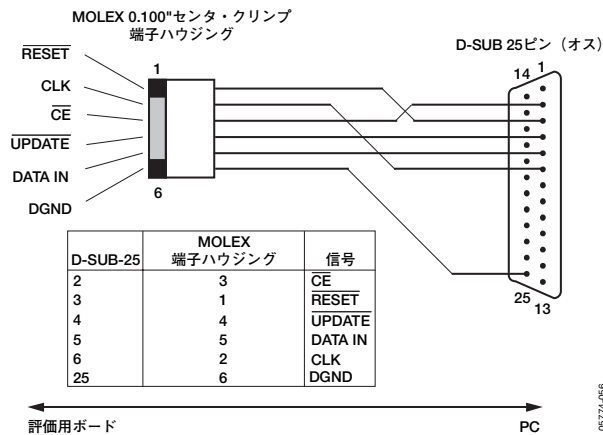 MOLEX 0.100"センタ・クリンプ
端子ハウジング
D-SUB 25ピン（オス）
RESET
CLK
CE
UPDATE
DATA IN
DGND
1
6
14
1
25
13
D-SUB-25 MOLEX 端子ハウジング 信号
2 3 CE
3 1 RESET
4 4 UPDATE
5 5 DATA IN
6 2 CLK
25 6 DGND
評価用ボード
PC
05774-056